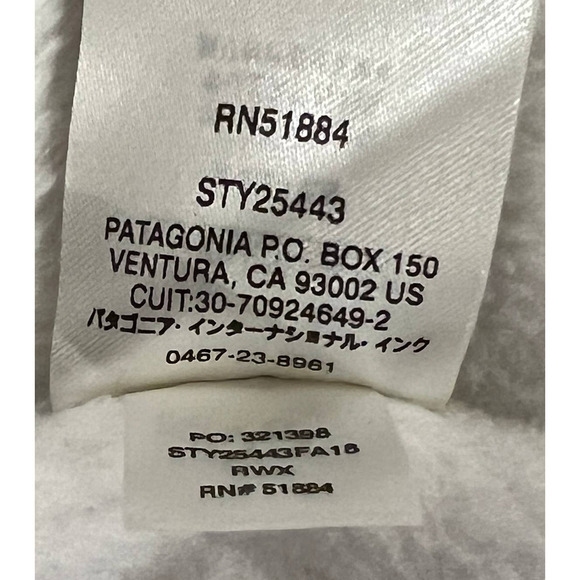 RN51884
STY25443
PATAGONIA P.O. BOX 150
VENTURA, CA 93002 US
CUIT:30-70924649-2
パタゴニア・インターナショナル・インク
0467-23-8961
PO: 321398
STY25443FA16
RWX
RN# 51884